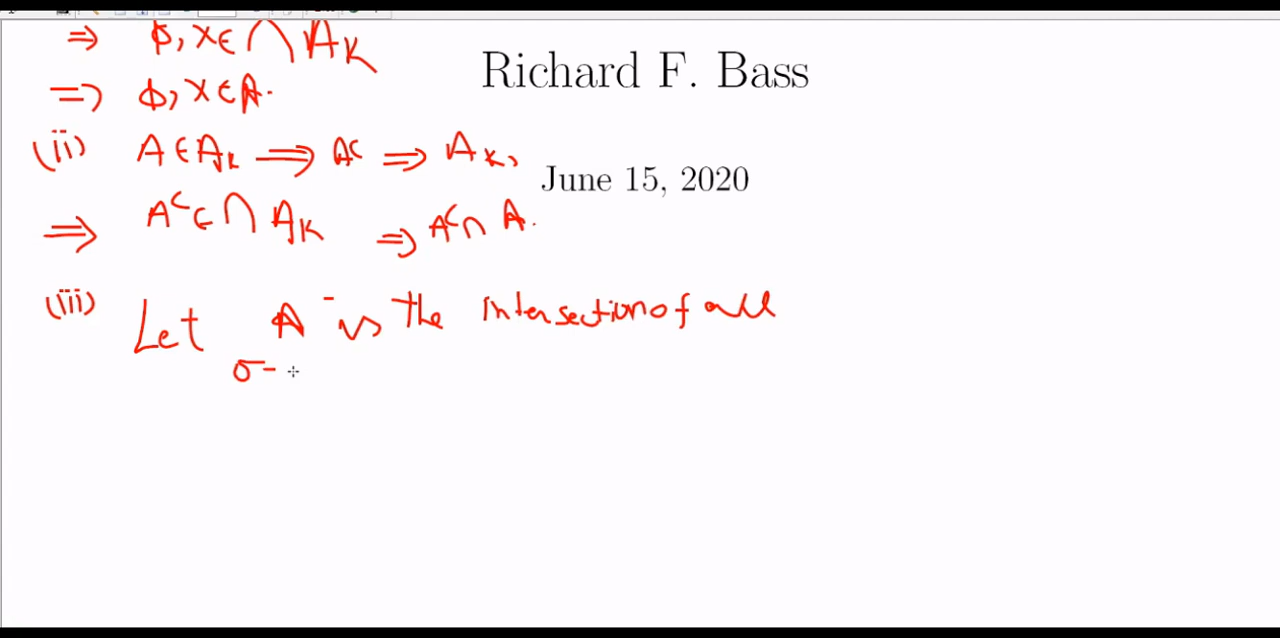 ⇒ ϕ, X ∈ ⋂ A_K
Richard F. Bass
⇒ ϕ, X ∈ A.
(ii) A ∈ A_K ⟹ A^C ⇒ A_K,
June 15, 2020
⇒ A^C ∈ ⋂ A_K ⇒ A^C ∩ A.
(iii) Let A is the intersection of all
σ-